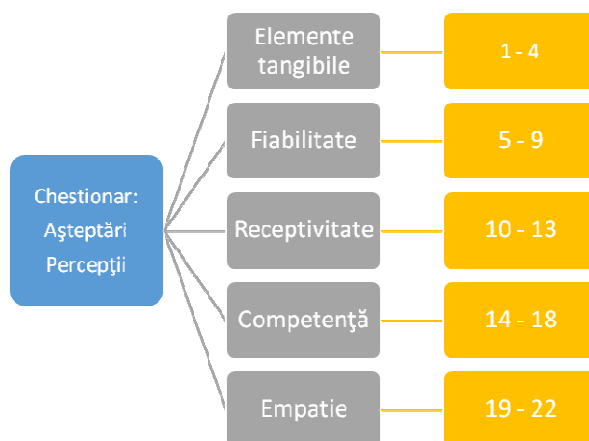 Chestionar:
Aşteptări
Percepţii
Elemente
tangibile
1 - 4
Fiabilitate
5 - 9
Receptivitate
10 - 13
Competenţă
14 - 18
Empatie
19 - 22